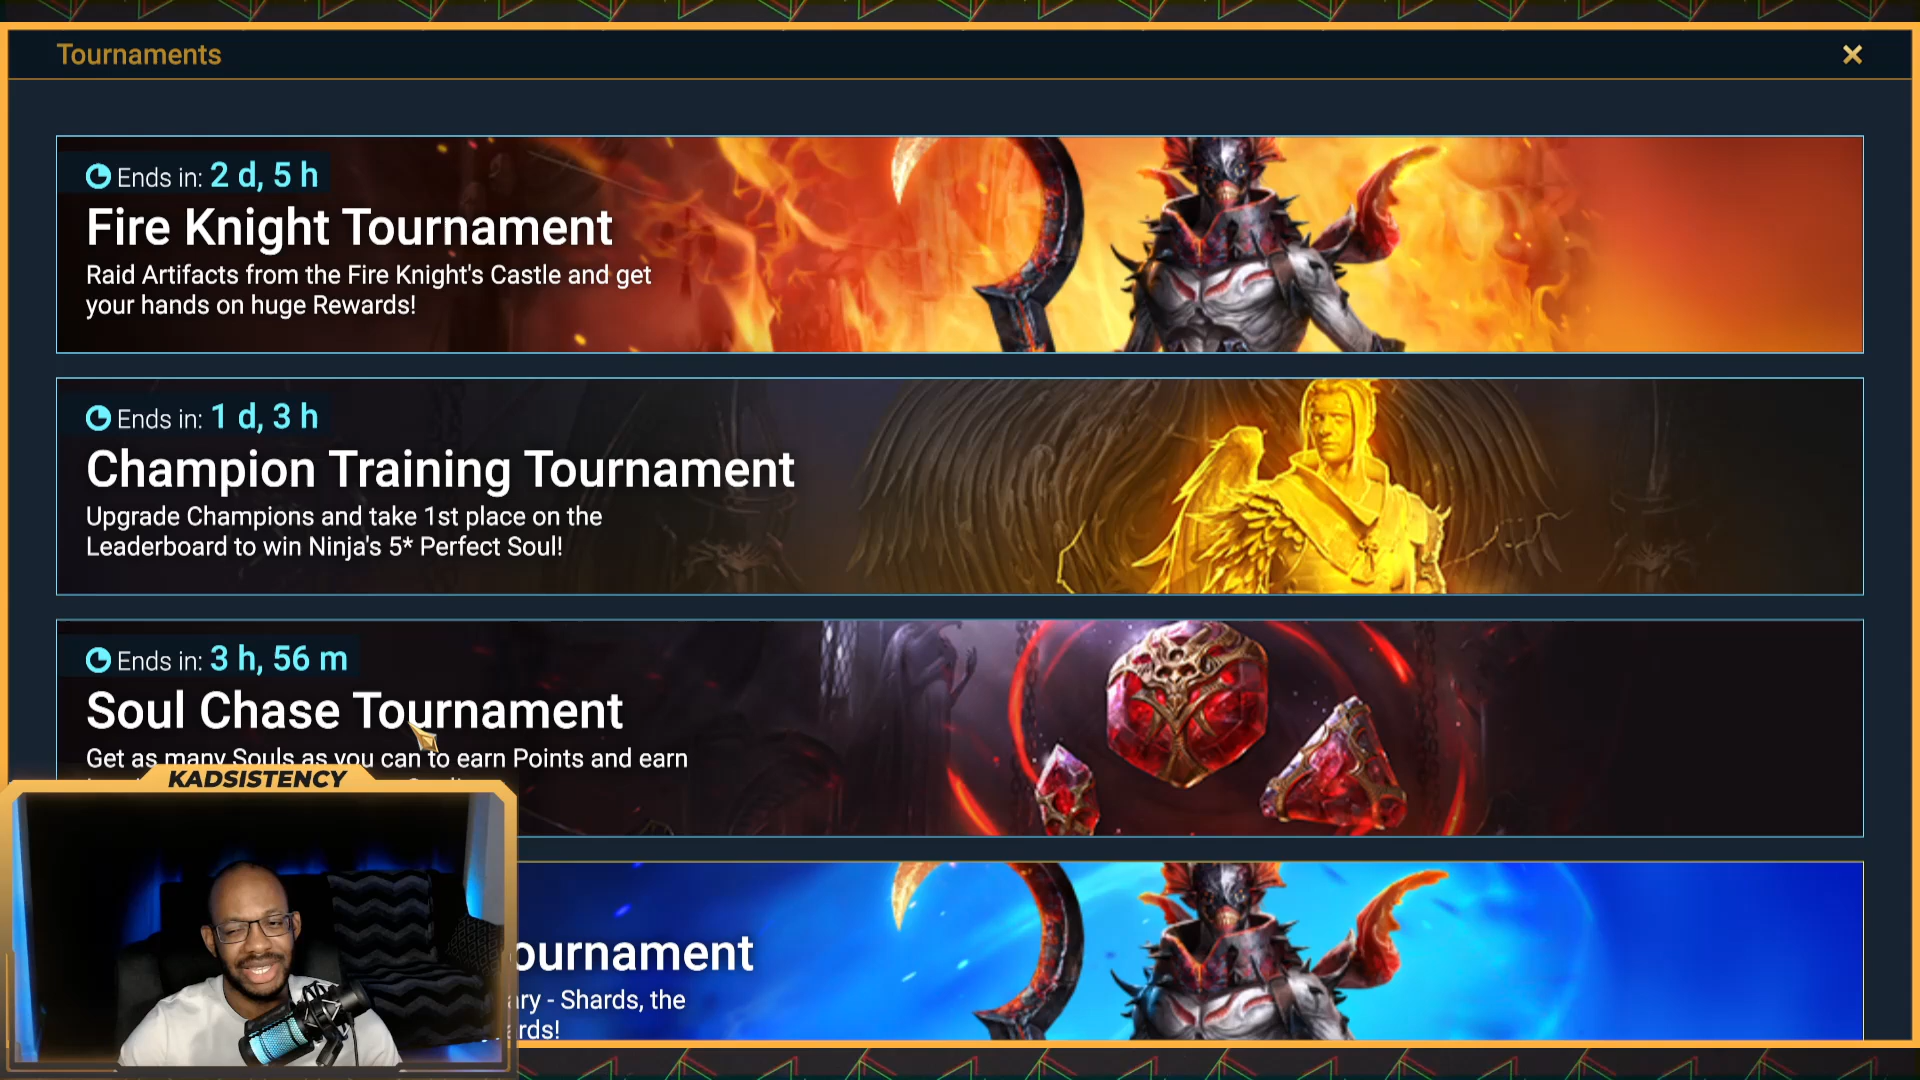 Tournaments
Ends in: 2 d, 5 h
Fire Knight Tournament
Raid Artifacts from the Fire Knight's Castle and get
your hands on huge Rewards!
Ends in: 1 d, 3 h
Champion Training Tournament
Upgrade Champions and take 1st place on the
Leaderboard to win Ninja's 5* Perfect Soul!
Ends in: 3 h, 56 m
Soul Chase Tournament
Get as many Souls as you can to earn Points and earn
KADSISTENCY
ournament
ary - Shards, the
ards!